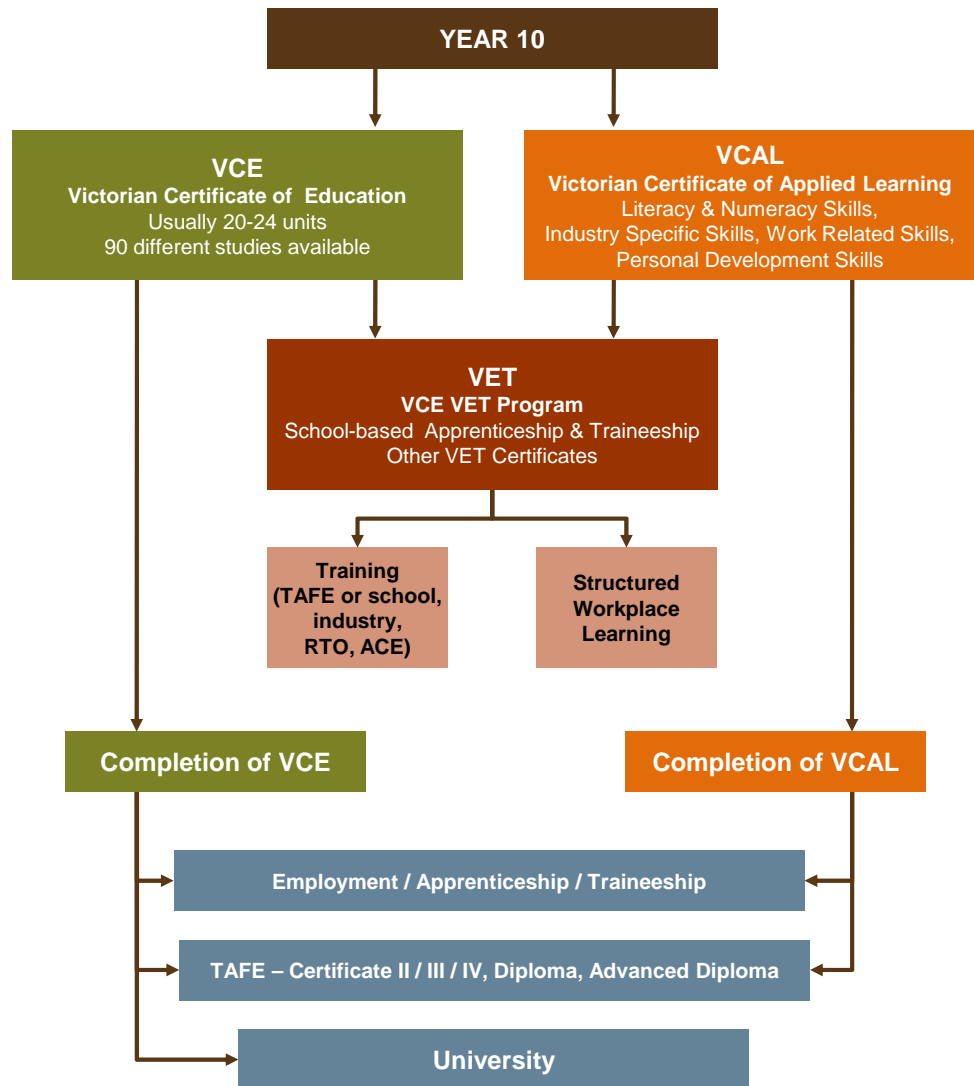 YEAR 10
VCE
Victorian Certificate of Education
Usually 20-24 units
90 different studies available
VCAL
Victorian Certificate of Applied Learning
Literacy & Numeracy Skills,
Industry Specific Skills, Work Related Skills,
Personal Development Skills
VET
VCE VET Program
School-based Apprenticeship & Traineeship
Other VET Certificates
Training
(TAFE or school,
industry,
RTO, ACE)
Structured
Workplace
Learning
Completion of VCE
Completion of VCAL
Employment / Apprenticeship / Traineeship
TAFE – Certificate II / III / IV, Diploma, Advanced Diploma
University